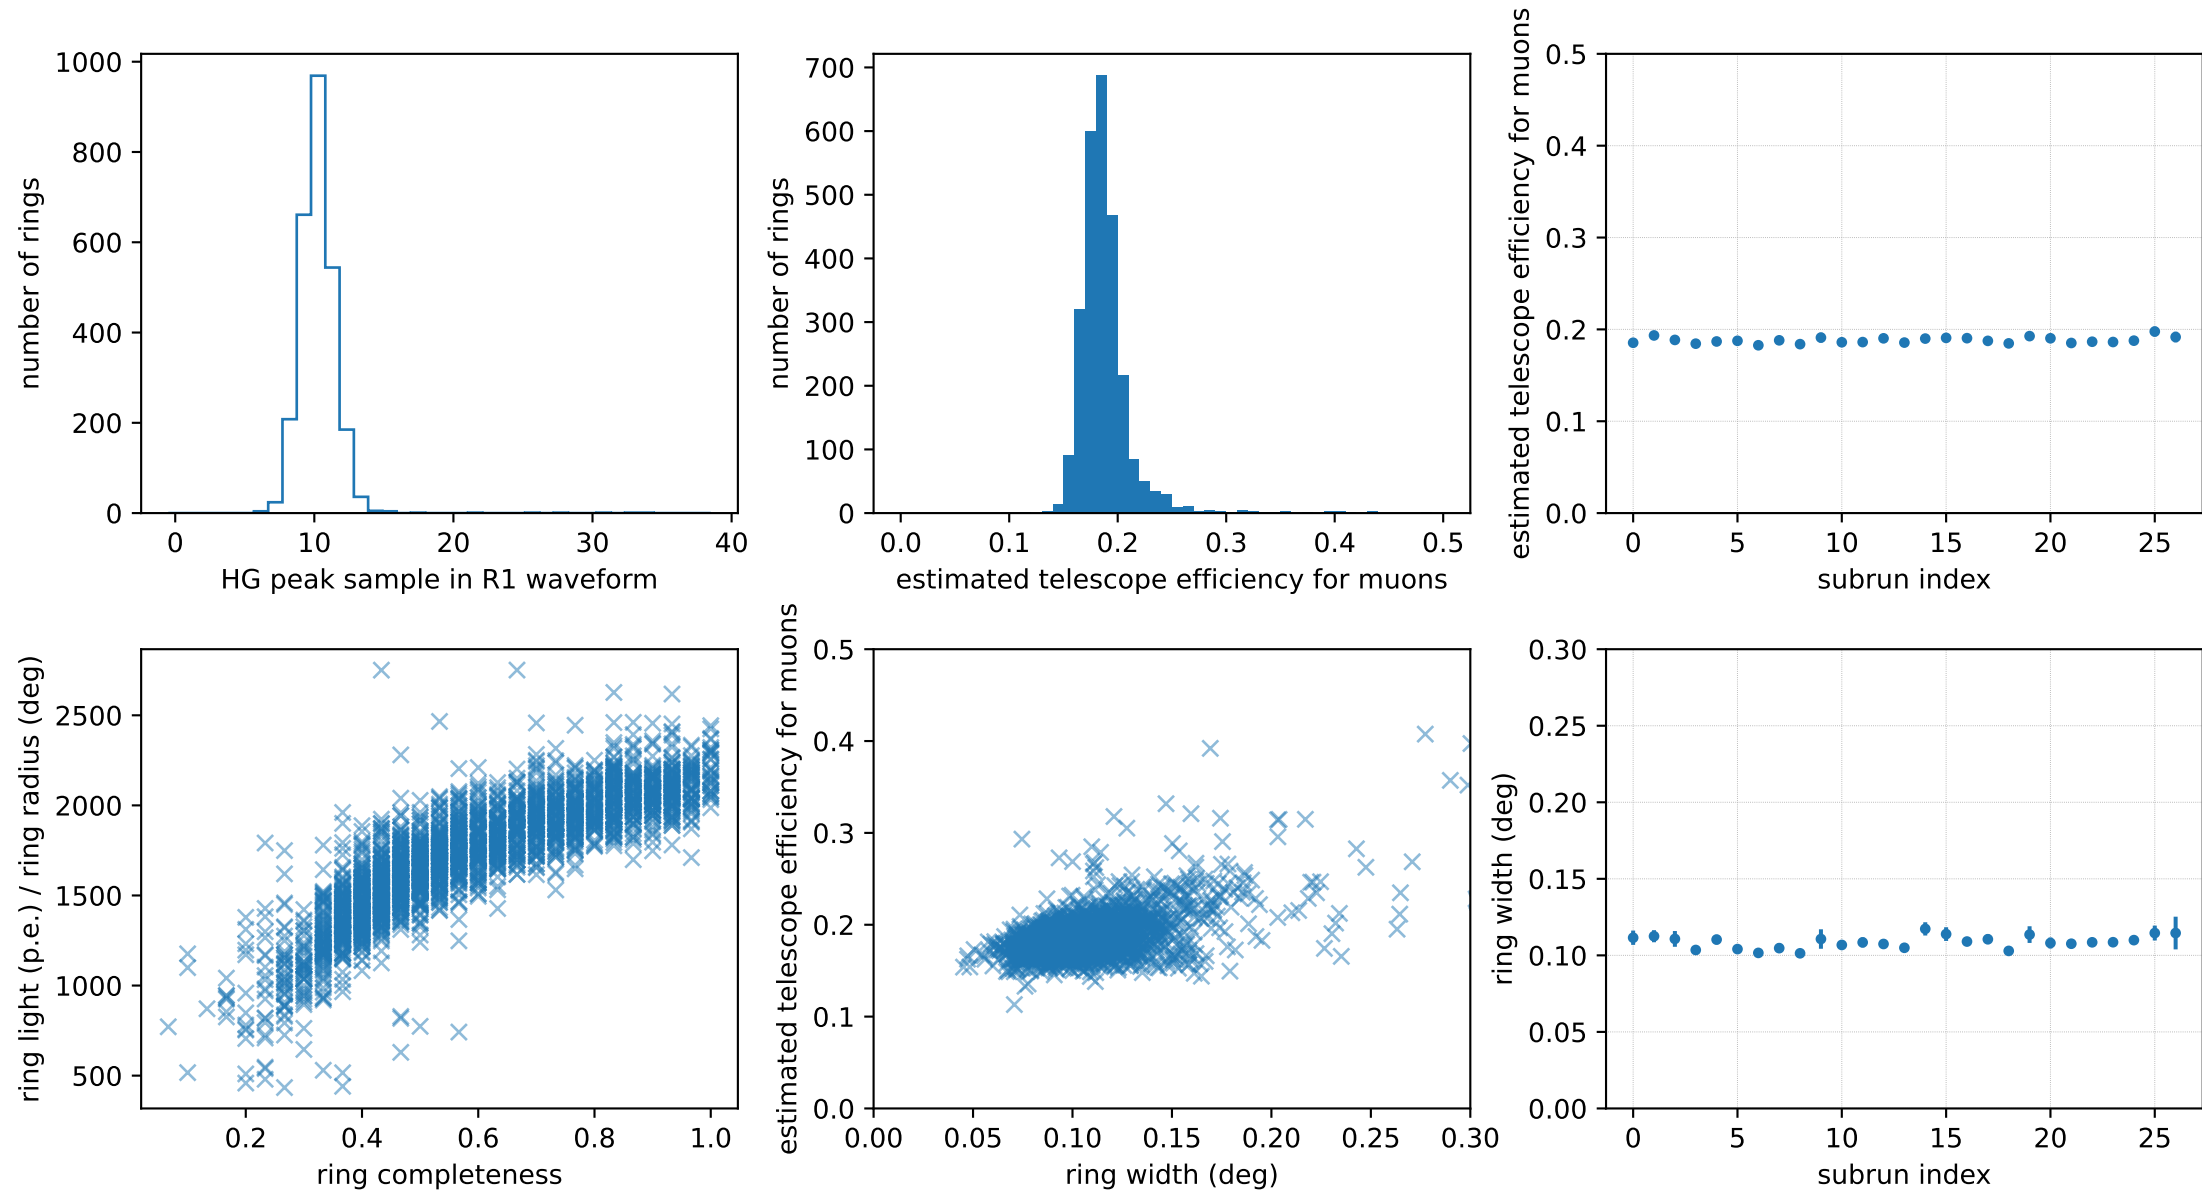 1000
800
600
400
200
0
number of rings
0 10 20 30 40
HG peak sample in R1 waveform
700
600
500
400
300
200
100
0
number of rings
0.0 0.1 0.2 0.3 0.4 0.5
estimated telescope efficiency for muons
0.5
0.4
0.3
0.2
0.1
0.0
estimated telescope efficiency for muons
0 5 10 15 20 25
subrun index
2500
2000
1500
1000
500
ring light (p.e.) / ring radius (deg)
0.2 0.4 0.6 0.8 1.0
ring completeness
0.5
0.4
0.3
0.2
0.1
0.0
estimated telescope efficiency for muons
0.00 0.05 0.10 0.15 0.20 0.25 0.30
ring width (deg)
0.30
0.25
0.20
0.15
0.10
0.05
0.00
ring width (deg)
0 5 10 15 20 25
subrun index